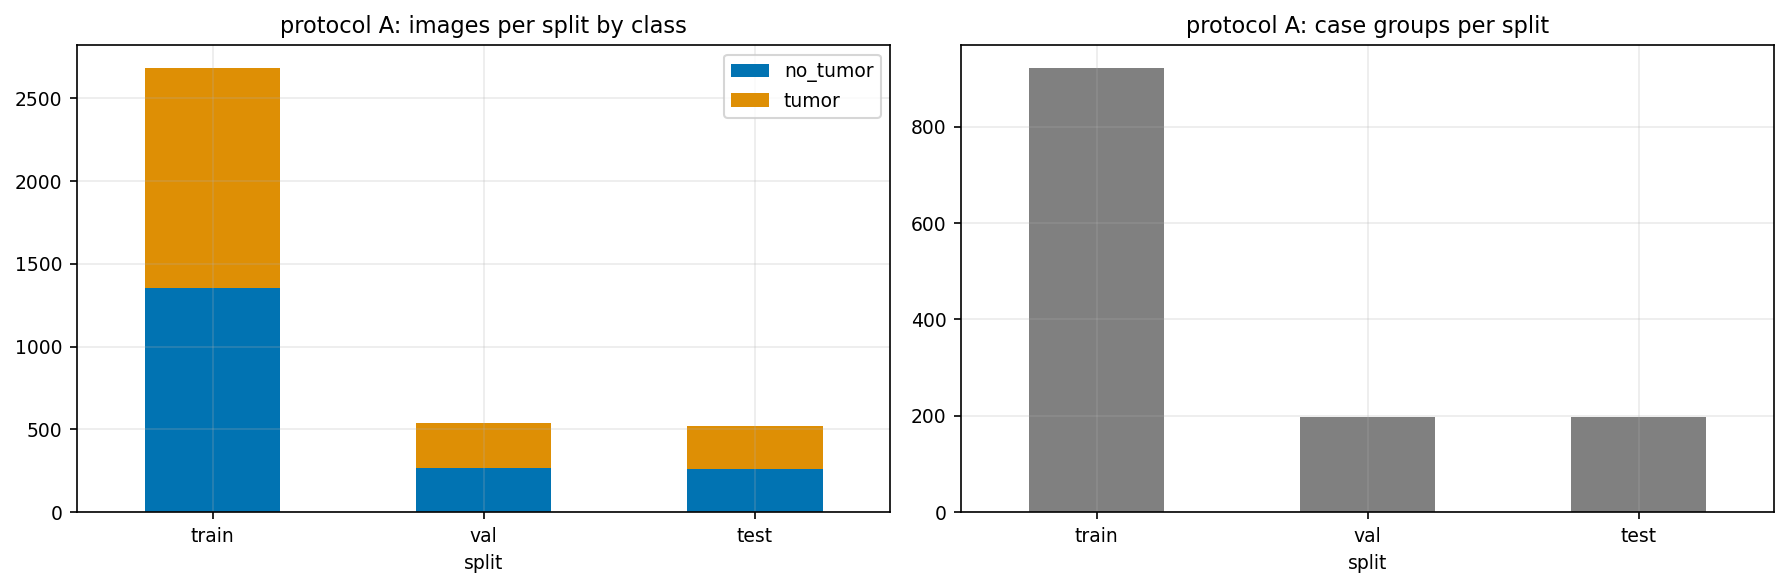 protocol A: images per split by class
2500
2000
1500
1000
500
0
no_tumor
tumor
train
val
test
split
protocol A: case groups per split
800
600
400
200
0
train
val
test
split